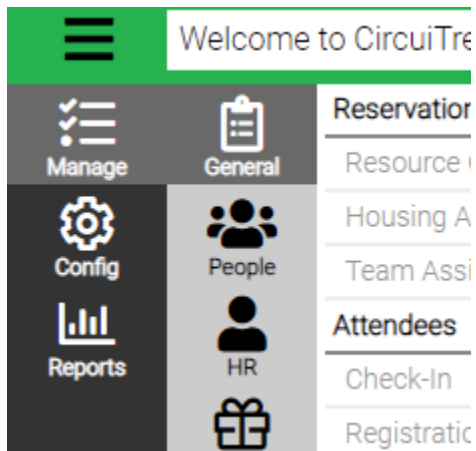 Welcome to CircuiTre
Manage
Config
Reports
General
People
HR
Reservation
Resource
Housing A
Team Assi
Attendees
Check-In
Registratio